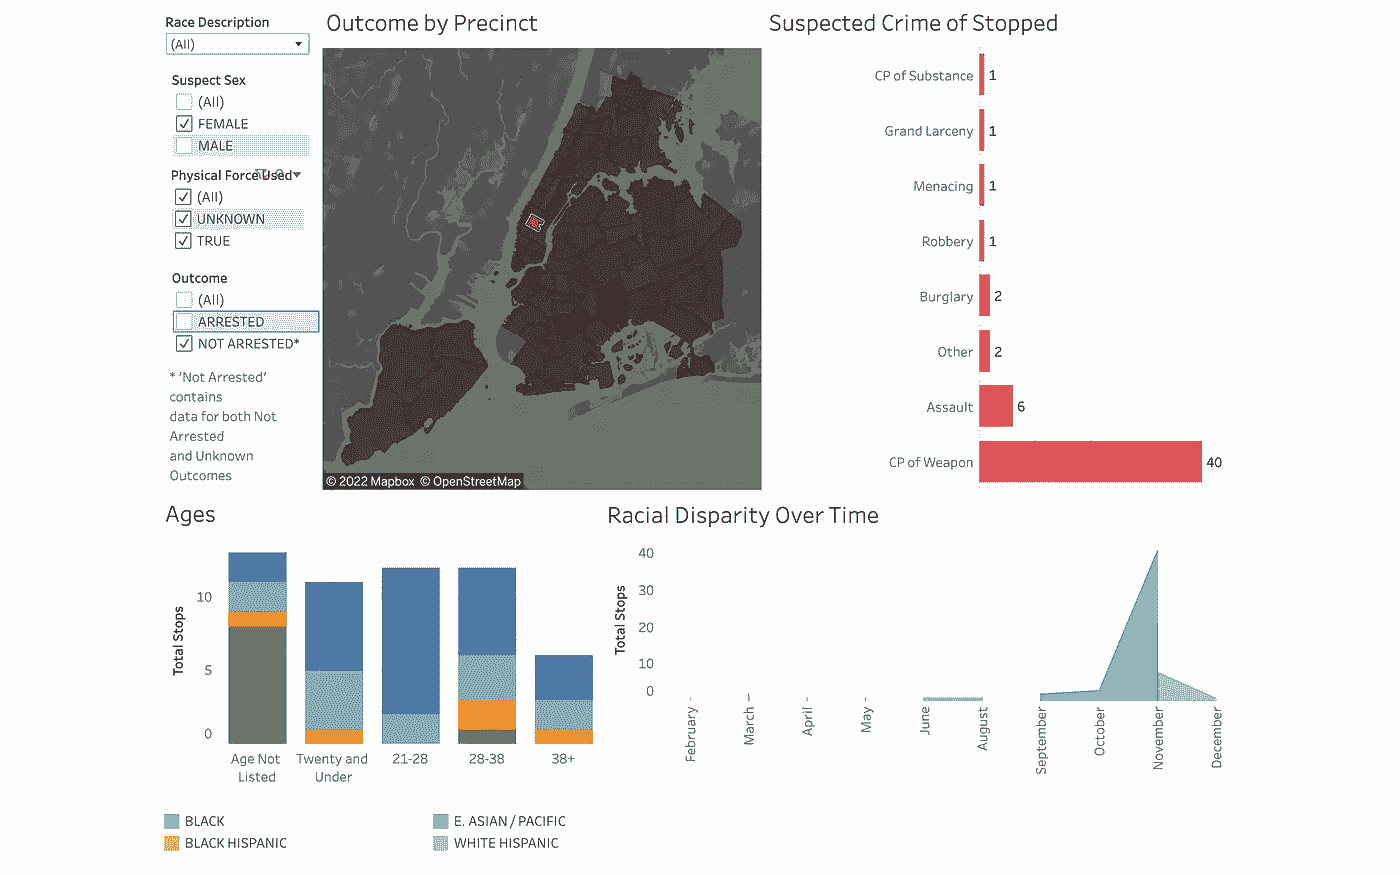 Race Description
(All)
Suspect Sex
(All)
FEMALE
MALE
Physical Force Used
(All)
UNKNOWN
TRUE
Outcome
(All)
ARRESTED
NOT ARRESTED*
* 'Not Arrested'
contains
data for both Not
Arrested
and Unknown
Outcomes
Outcome by Precinct
© 2022 Mapbox © OpenStreetMap
Suspected Crime of Stopped
CP of Substance 1
Grand Larceny 1
Menacing 1
Robbery 1
Burglary 2
Other 2
Assault 6
CP of Weapon 40
Ages
Total Stops
10
5
0
Age Not
Listed
Twenty and
Under
21-28
28-38
38+
Racial Disparity Over Time
Total Stops
40
30
20
10
0
February
March
April
May
June
August
September
October
November
December
BLACK
BLACK HISPANIC
E. ASIAN / PACIFIC
WHITE HISPANIC